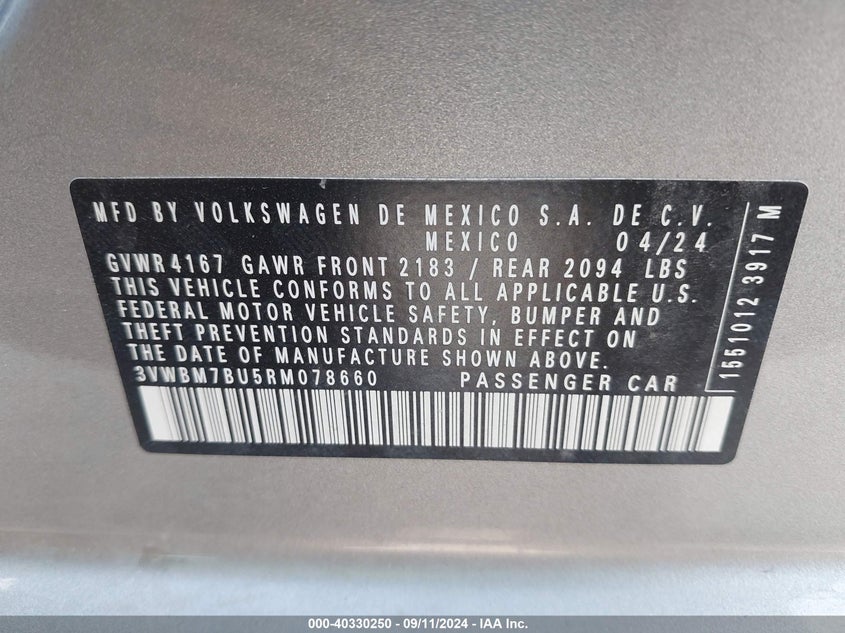 MFD BY VOLKSWAGEN DE MEXICO S.A. DE C.V.
MEXICO 04/24
GVWR 4167 GAWR FRONT 2183 / REAR 2094 LBS
THIS VEHICLE CONFORMS TO ALL APPLICABLE U.S.
FEDERAL MOTOR VEHICLE SAFETY, BUMPER AND
THEFT PREVENTION STANDARDS IN EFFECT ON
THE DATE OF MANUFACTURE SHOWN ABOVE.
3VWBM7BU5RM078660 PASSENGER CAR
1551012 3917 M
000-40330250 - 09/11/2024 - IAA Inc.